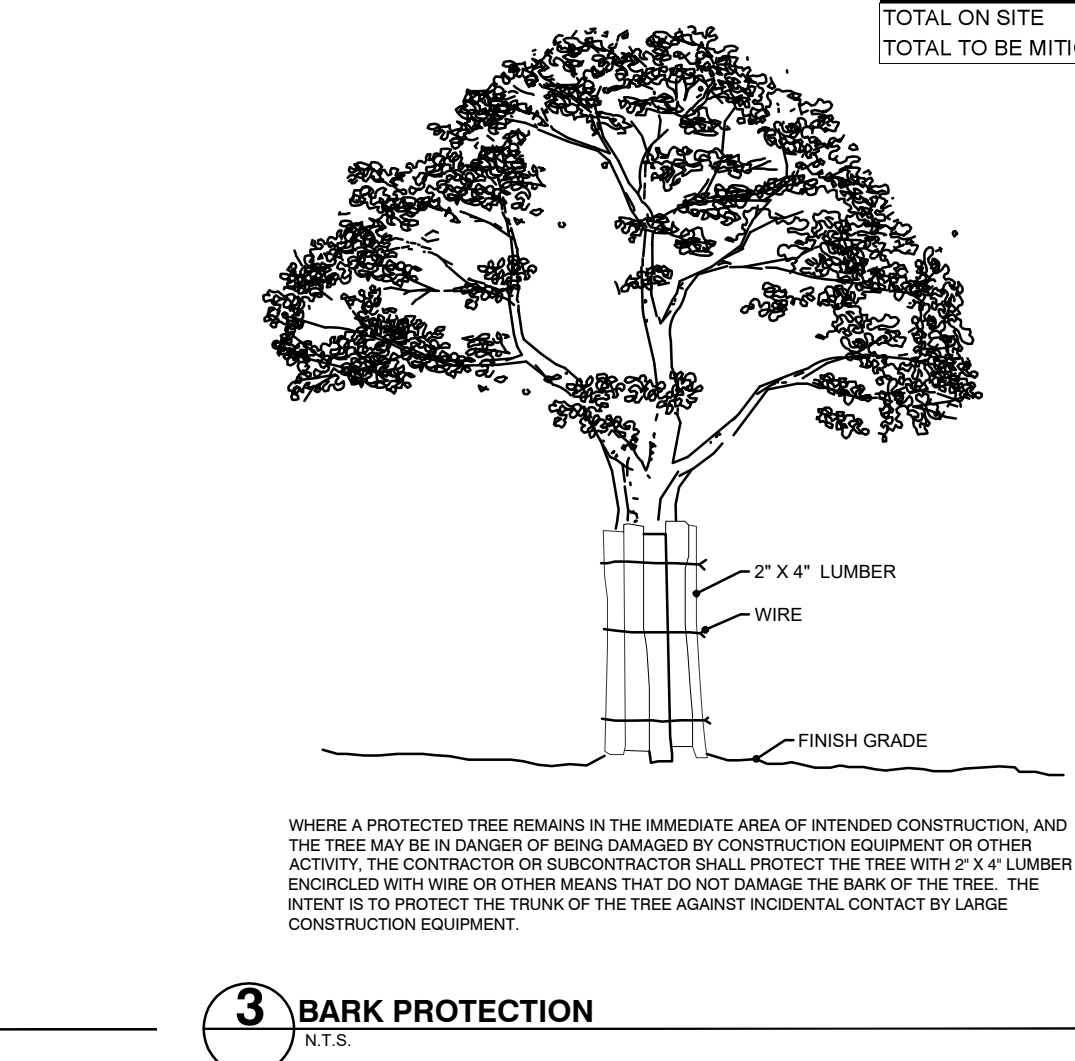 TOTAL ON SITE
TOTAL TO BE
2" X 4" LUMBER
WIRE
FINISH GRADE
WHERE A PROTECTED TREE REMAINS IN THE IMMEDIATE AREA OF INTENDED CONSTRUCTION, AND
THE TREE MAY BE IN DANGER OF BEING DAMAGED BY CONSTRUCTION EQUIPMENT OR OTHER
ACTIVITY, THE CONTRACTOR OR SUBCONTRACTOR SHALL PROTECT THE TREE WITH 2" X 4" LUMBER
ENCIRCLED WITH WIRE OR OTHER MEANS THAT DO NOT DAMAGE THE BARK OF THE TREE. THE
INTENT IS TO PROTECT THE TRUNK OF THE TREE AGAINST INCIDENTAL CONTACT BY LARGE
CONSTRUCTION EQUIPMENT.
3 BARK PROTECTION
N.T.S.